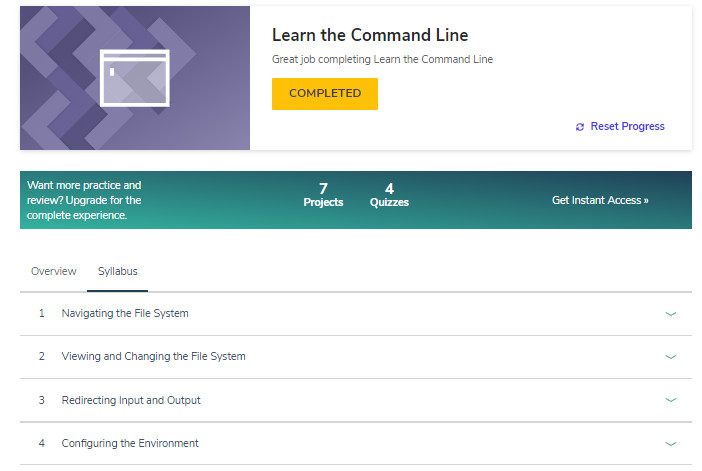 Learn the Command Line
Great job completing Learn the Command Line
COMPLETED
Reset Progress
Want more practice and
review? Upgrade for the
complete experience.
7
Projects
4
Quizzes
Get Instant Access »
Overview
Syllabus
1 Navigating the File System
2 Viewing and Changing the File System
3 Redirecting Input and Output
4 Configuring the Environment